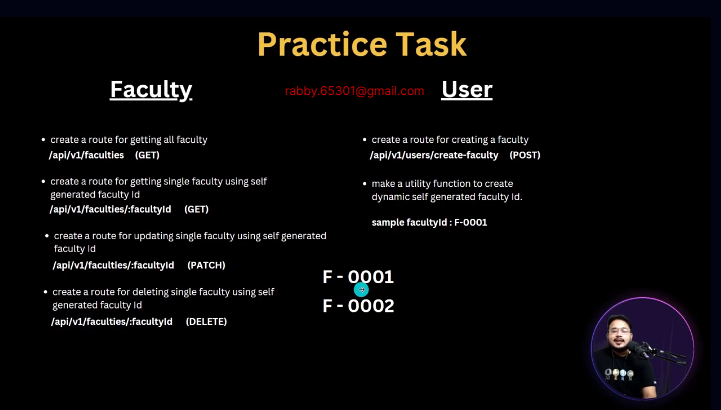 Practice Task
Faculty
rabby.65301@gmail.com
User
• create a route for getting all faculty
/api/v1/faculties (GET)
• create a route for getting single faculty using self
generated faculty Id
/api/v1/faculties/:facultyId (GET)
• create a route for updating single faculty using self generated
faculty Id
/api/v1/faculties/:facultyId (PATCH)
• create a route for deleting single faculty using self
generated faculty Id
/api/v1/faculties/:facultyId (DELETE)
• create a route for creating a faculty
/api/v1/users/create-faculty (POST)
• make a utility function to create
dynamic self generated faculty Id.
sample facultyId : F-0001
F - 0001
F - 0002